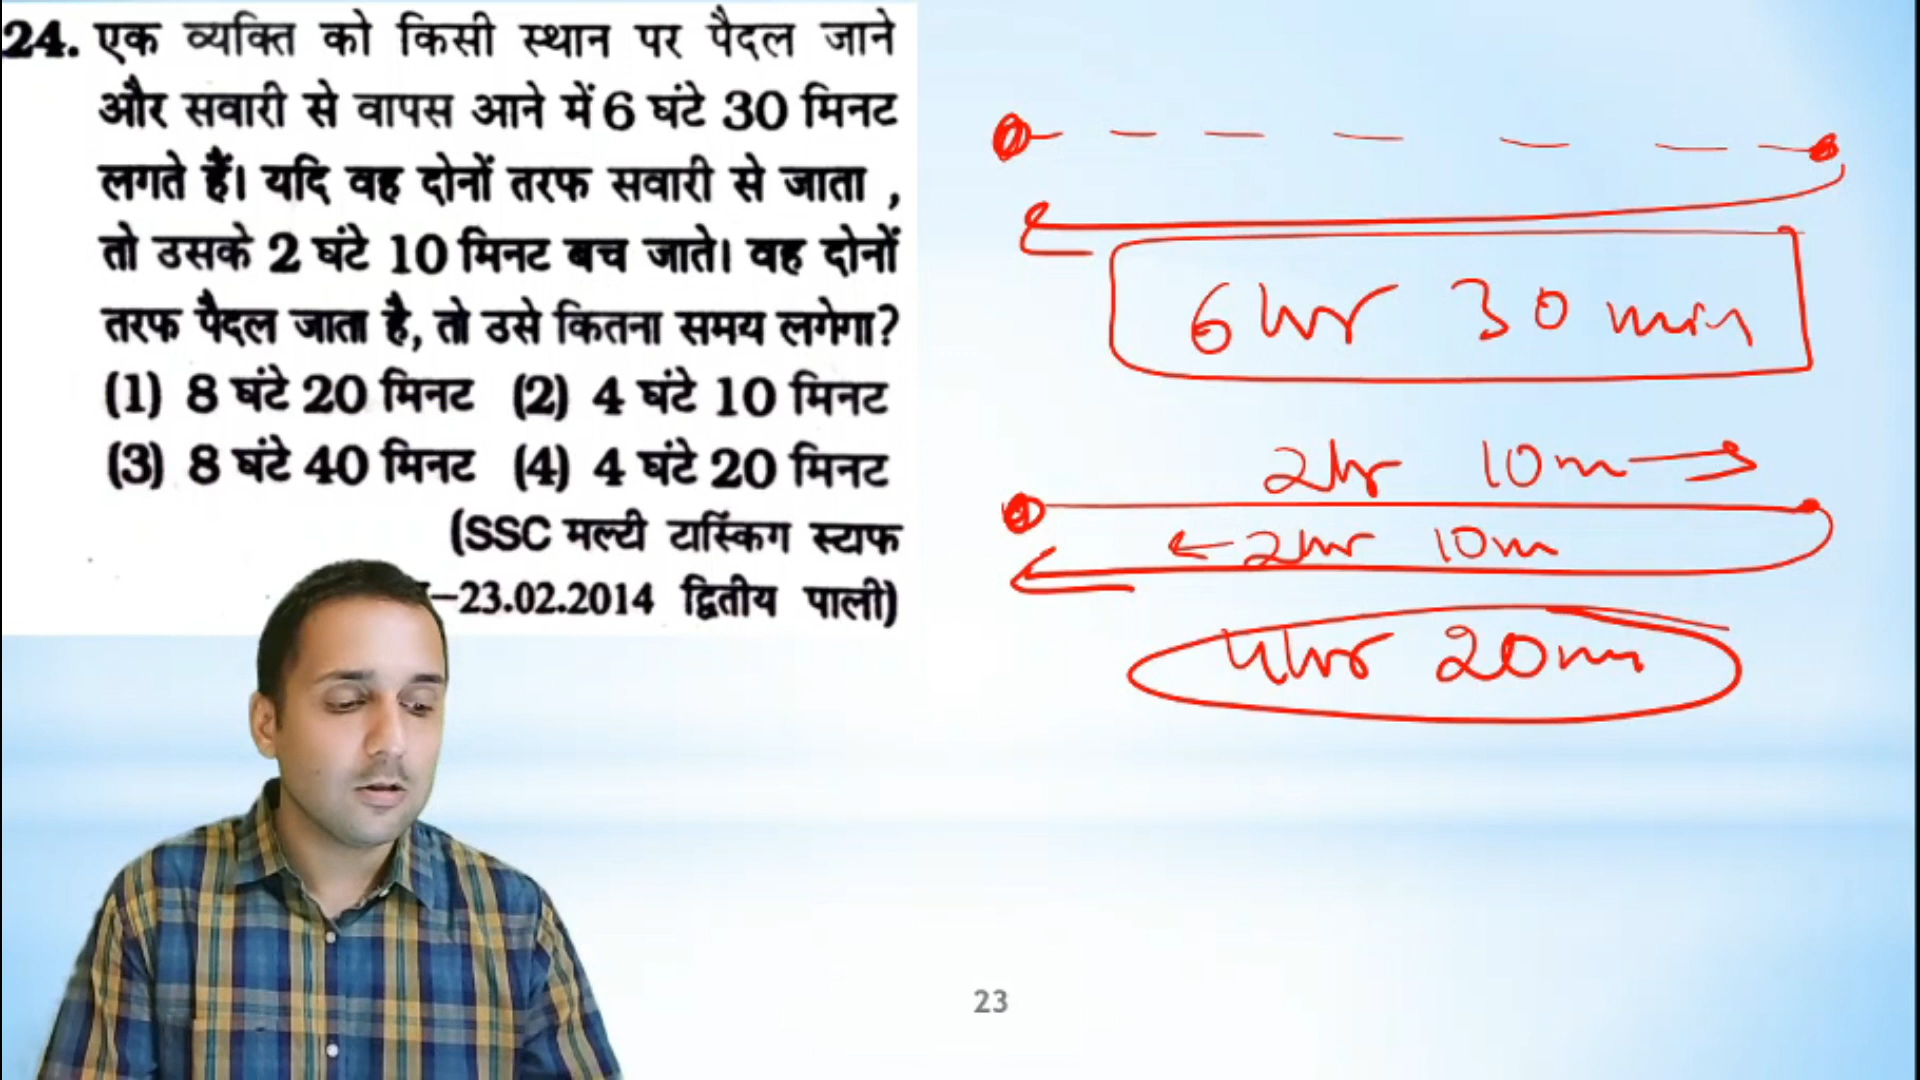 24. एक व्यक्ति को किसी स्थान पर पैदल जाने
और सवारी से वापस आने में 6 घंटे 30 मिनट
लगते हैं। यदि वह दोनों तरफ सवारी से जाता ,
तो उसके 2 घंटे 10 मिनट बच जाते। वह दोनों
तरफ पैदल जाता है, तो उसे कितना समय लगेगा?
(1) 8 घंटे 20 मिनट (2) 4 घंटे 10 मिनट
(3) 8 घंटे 40 मिनट (4) 4 घंटे 20 मिनट
(SSC मल्टी टास्किंग स्टाफ
–23.02.2014 द्वितीय पाली)
6 hr 30 min
2hr 10m
2hr 10m
4hr 20m
23